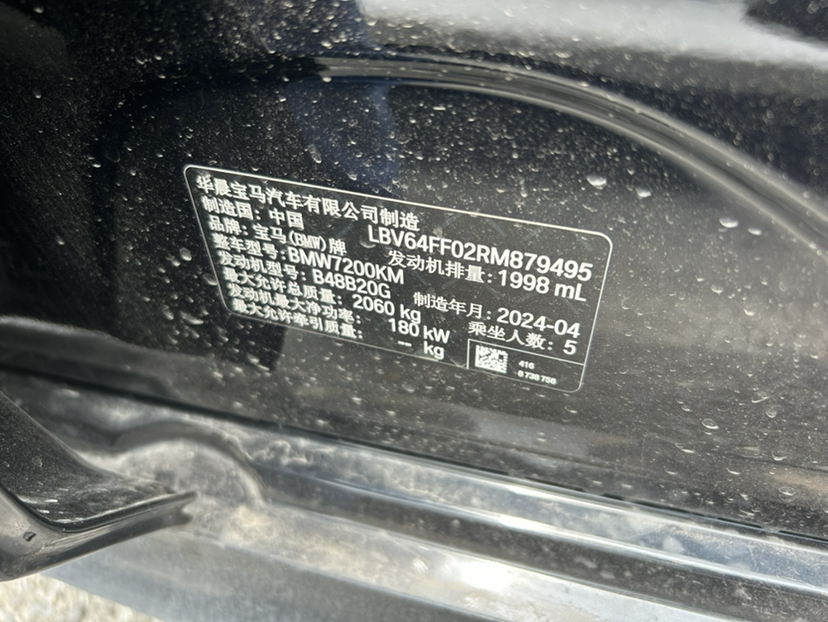 华晨宝马汽车有限公司制造
制造国: 中国 LBV64FF02RM879495
品牌: 宝马(BMW)牌 发动机排量: 1998 mL
整车型号: BMW7200KM
发动机型号: B48B20G 制造年月: 2024-04
最大允许总质量: 2060 kg 乘坐人数: 5
发动机最大净功率: 180 kW
最大允许牵引质量: -- kg
416
8 738 756